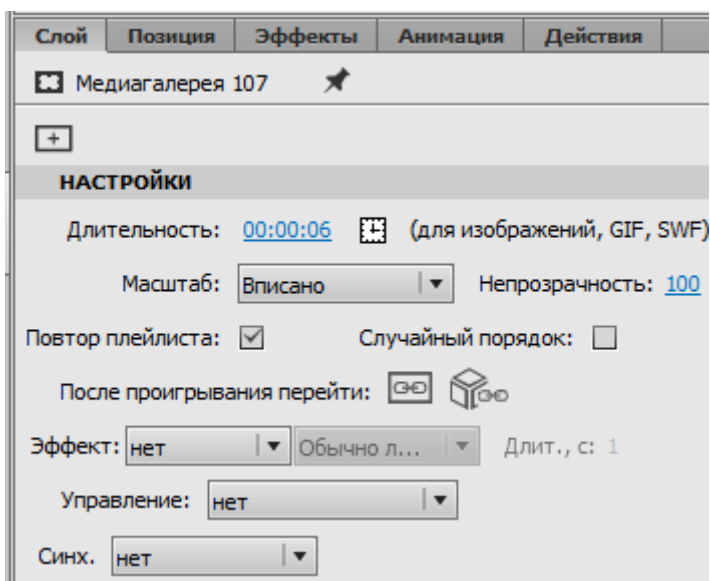 Слой Позиция Эффекты Анимация Действия
Медиагалерея 107
НАСТРОЙКИ
Длительность: 00:00:06 (для изображений, GIF, SWF)
Масштаб: Вписано Непрозрачность: 100
Повтор плейлиста: Случайный порядок:
После проигрывания перейти:
Эффект: нет Обычно л... Длит., с: 1
Управление: нет
Синх. нет